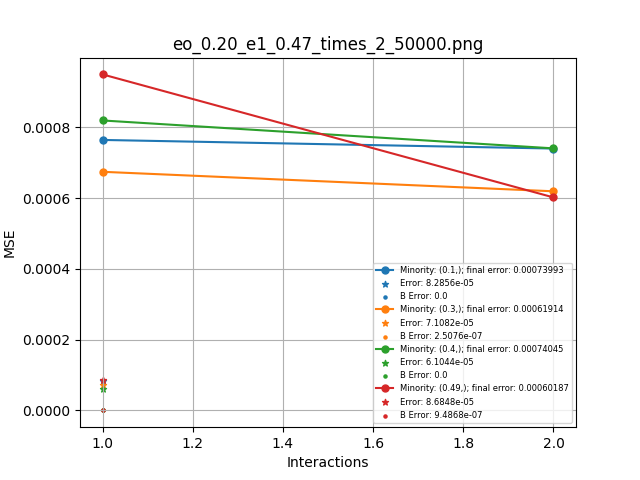 eo_0.20_e1_0.47_times_2_50000.png
MSE
0.0008
0.0006
0.0004
0.0002
0.0000
Minority: (0.1,); final error: 0.00073993
Error: 8.2856e-05
B Error: 0.0
Minority: (0.3,); final error: 0.00061914
Error: 7.1082e-05
B Error: 2.5076e-07
Minority: (0.4,); final error: 0.00074045
Error: 6.1044e-05
B Error: 0.0
Minority: (0.49,); final error: 0.00060187
Error: 8.6848e-05
B Error: 9.4868e-07
1.0 1.2 1.4 1.6 1.8 2.0
Interactions